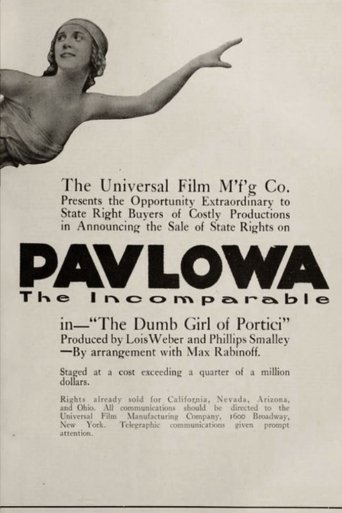 The Universal Film M'f'g Co.
Presents the Opportunity Extraordinary to
State Right Buyers of Costly Productions
in Announcing the Sale of State Rights on
PAVLOWA
The Incomparable
in—"The Dumb Girl of Portici"
Produced by Lois Weber and Phillips Smalley
—By arrangement with Max Rabinoff.
Staged at a cost exceeding a quarter of a million
dollars.
Rights already sold for California, Nevada, Arizona,
and Ohio. All communications should be directed to the
Universal Film Manufacturing Company, 1600 Broadway,
New York. Telegraphic communications given prompt
attention.